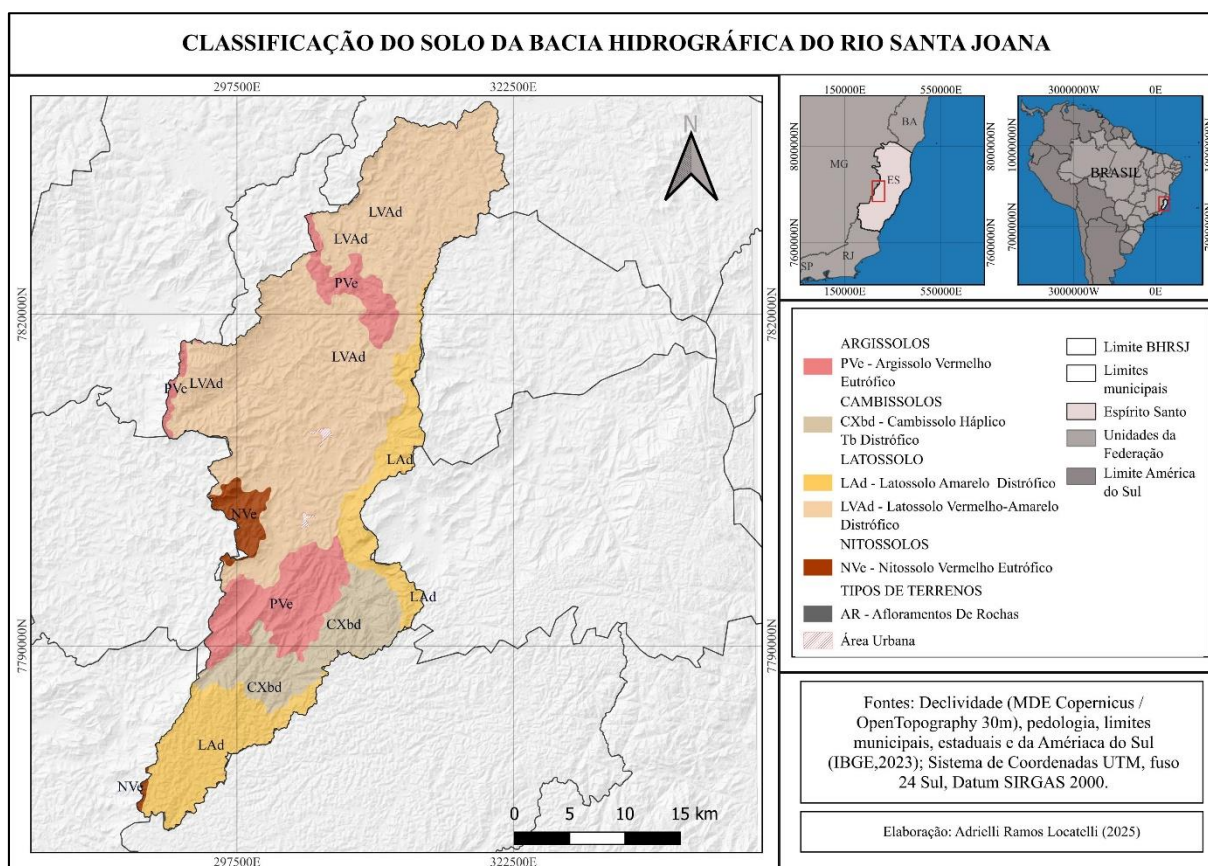 CLASSIFICAÇÃO DO SOLO DA BACIA HIDROGRÁFICA DO RIO SANTA JOANA
297500E
322500E
N
LVAd
LVAd
PVe
7820000N
LVAd
LVAd
PVe
LAd
NVe
PVe
LAd
CXbd
7790000N
CXbd
LAd
NVe
0 5 10 15 km
297500E
322500E
150000E
550000E
8000000N
8000000N
BA
MG
ES
7600000N
7600000N
RJ
SP
150000E
550000E
3000000W
0E
10000000N
10000000N
BRASIL
7000000N
7000000N
3000000W
0E
ARGISSOLOS
PVe - Argissolo Vermelho
Eutrófico
CAMBISSOLOS
CXbd - Cambissolo Háplico
Tb Distrófico
LATOSSOLO
LAd - Latossolo Amarelo Distrófico
LVAd - Latossolo Vermelho-Amarelo
Distrófico
NITOSSOLOS
NVe - Nitossolo Vermelho Eutrófico
TIPOS DE TERRENOS
AR - Afloramentos De Rochas
Área Urbana
Limite BHRSJ
Limites
municipais
Espírito Santo
Unidades da
Federação
Limite América
do Sul
Fontes: Declividade (MDE Copernicus /
OpenTopography 30m), pedologia, limites
municipais, estaduais e da Amériaca do Sul
(IBGE,2023); Sistema de Coordenadas UTM, fuso
24 Sul, Datum SIRGAS 2000.
Elaboração: Adrielli Ramos Locatelli (2025)